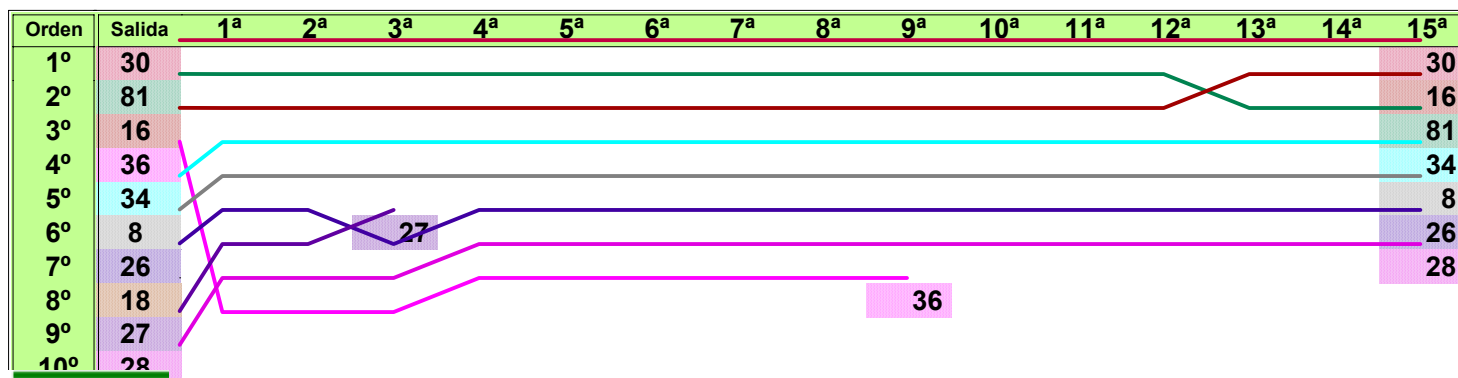 Orden Salida 1ª 2ª 3ª 4ª 5ª 6ª 7ª 8ª 9ª 10ª 11ª 12ª 13ª 14ª 15ª
1º 30 30
2º 81 16
3º 16 81
4º 36 34
5º 34 8
6º 8 27 26
7º 26 28
8º 18 36
9º 27
10º 28